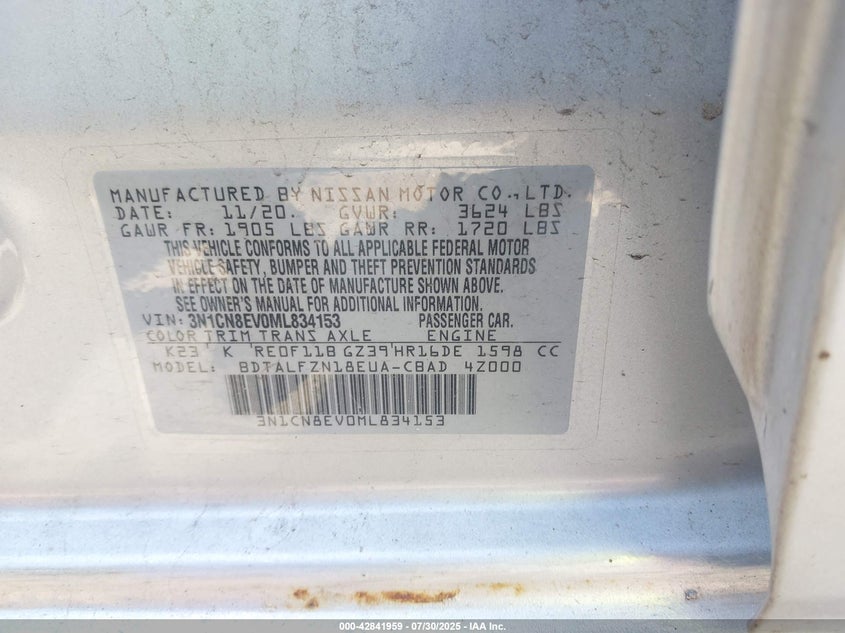 MANUFACTURED BY NISSAN MOTOR CO., LTD.
DATE: 11/20. GVWR: 3624 LBS
GAWR FR: 1905 LBS GAWR RR: 1720 LBS
THIS VEHICLE CONFORMS TO ALL APPLICABLE FEDERAL MOTOR
VEHICLE SAFETY, BUMPER AND THEFT PREVENTION STANDARDS
IN EFFECT ON THE DATE OF MANUFACTURE SHOWN ABOVE.
SEE OWNER'S MANUAL FOR ADDITIONAL INFORMATION.
VIN: 3N1CN8EV0ML834153 PASSENGER CAR.
COLOR TRIM TRANS AXLE ENGINE
K23 K RE0F11B GZ39 HR16DE 1598 CC
MODEL: BDTALFZN18EUA-CBAD 4Z000
3N1CN8EV0ML834153
000-42841959 - 07/30/2025 - IAA Inc.